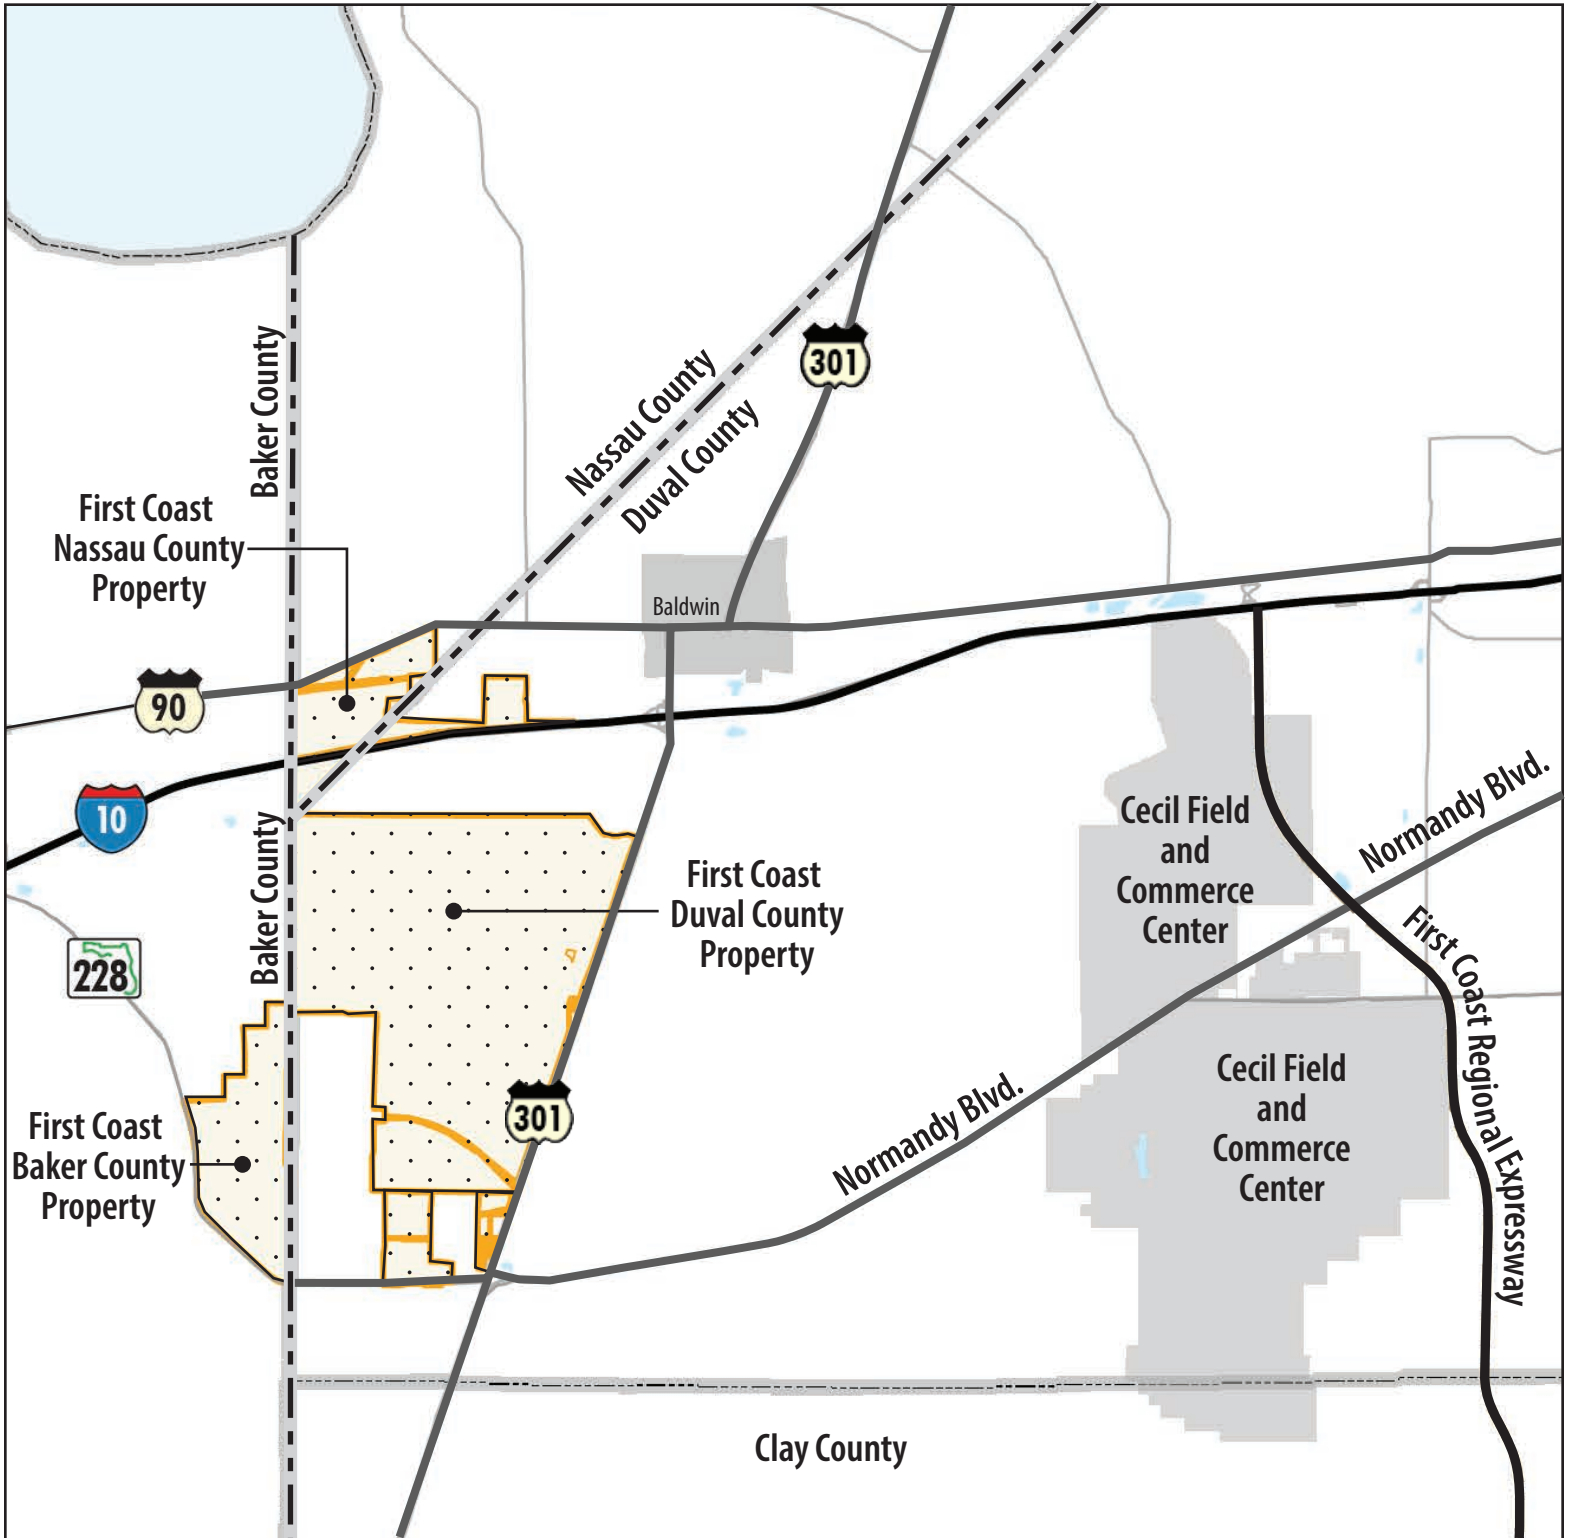 301
Baker County
Nassau County
Duval County
First Coast
Nassau County
Property
Baldwin
90
10
Baker County
Cecil Field
and
Commerce
Center
Normandy Blvd.
First Coast
Duval County
Property
228
First Coast Regional Expressway
301
Cecil Field
and
Commerce
Center
Normandy Blvd.
First Coast
Baker County
Property
Clay County